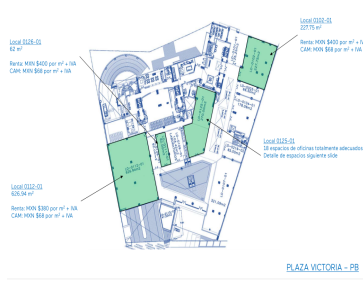 Local 0102-01
227.75 m²
Renta: MXN $400 por m² + IVA
CAM: MXN $68 por m² + IVA
Local 0126-01
62 m²
Renta: MXN $400 por m² + IVA
CAM: MXN $68 por m² + IVA
Local 0125-01
18 espacios de oficinas totalmente adecuados
Detalle de espacios siguiente slide
Local 0112-01
626.94 m²
Renta: MXN $380 por m² + IVA
CAM: MXN $68 por m² + IVA
PLAZA VICTORIA – PB